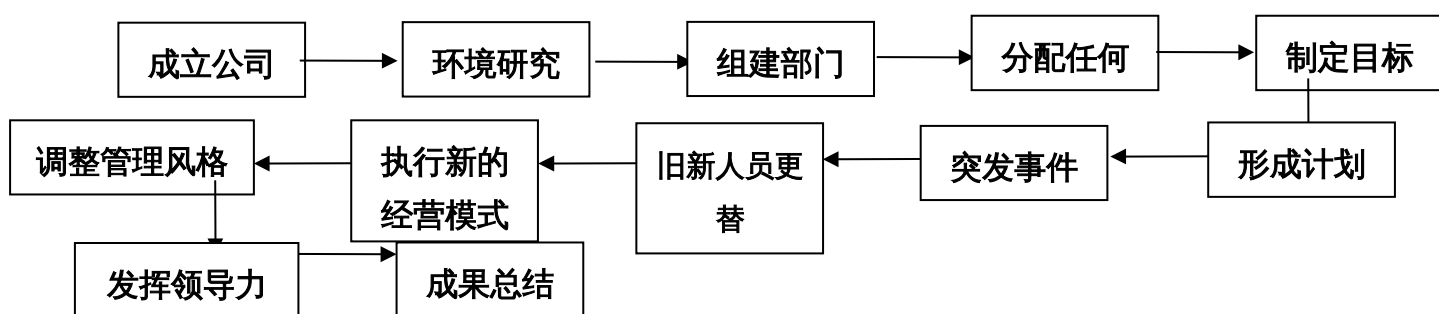 成立公司
环境研究
组建部门
分配任何
制定目标
形成计划
突发事件
旧新人员更
替
执行新的
经营模式
调整管理风格
发挥领导力
成果总结